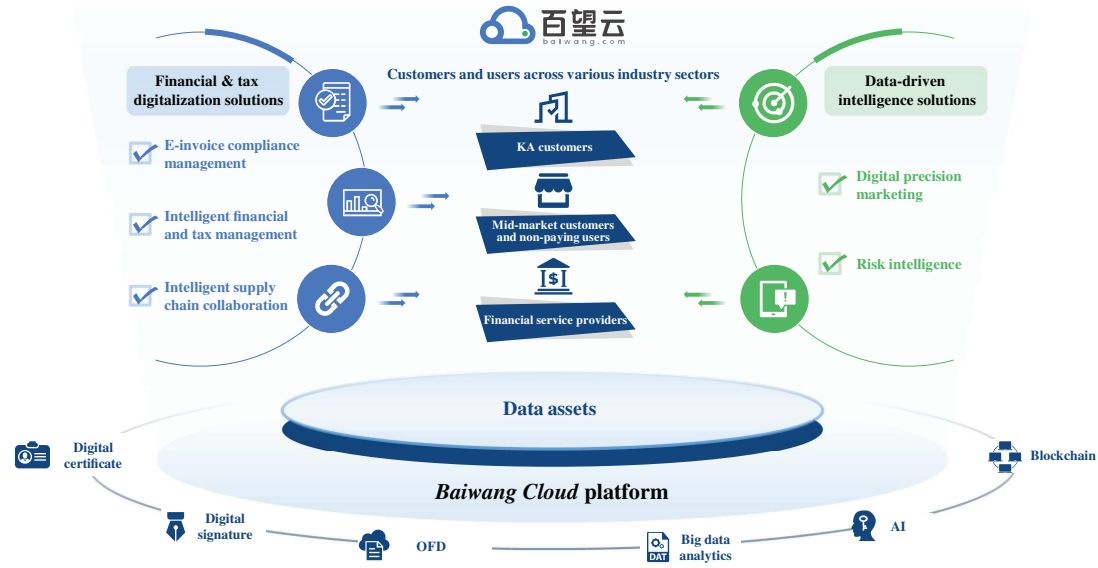 百望云
baiwang.com
Financial & tax
digitalization solutions
Customers and users across various industry sectors
Data-driven
intelligence solutions
E-invoice compliance
management
KA customers
Digital precision
marketing
Intelligent financial
and tax management
Mid-market customers
and non-paying users
Risk intelligence
Intelligent supply
chain collaboration
$
!
Financial service providers
Data assets
Digital
certificate
Blockchain
Baiwang Cloud platform
Digital
signature
OFD
DAT
Big data
analytics
AI